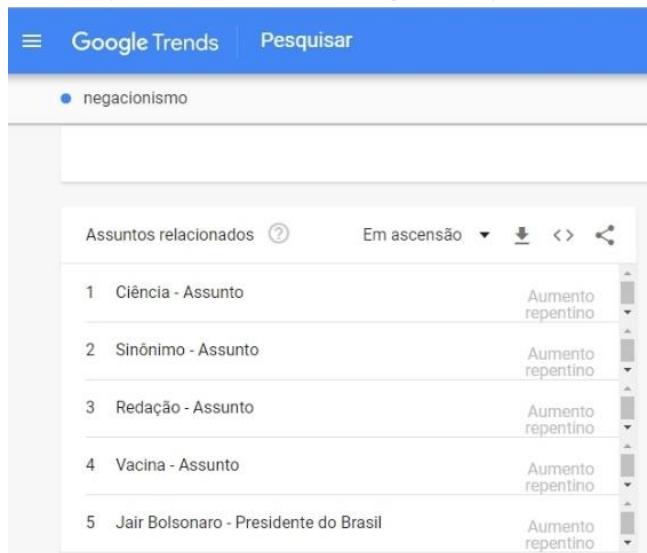 Google Trends Pesquisar
negacionismo
Assuntos relacionados ? Em ascensão
1 Ciência - Assunto Aumento
repentino
2 Sinônimo - Assunto Aumento
repentino
3 Redação - Assunto Aumento
repentino
4 Vacina - Assunto Aumento
repentino
5 Jair Bolsonaro - Presidente do Brasil Aumento
repentino